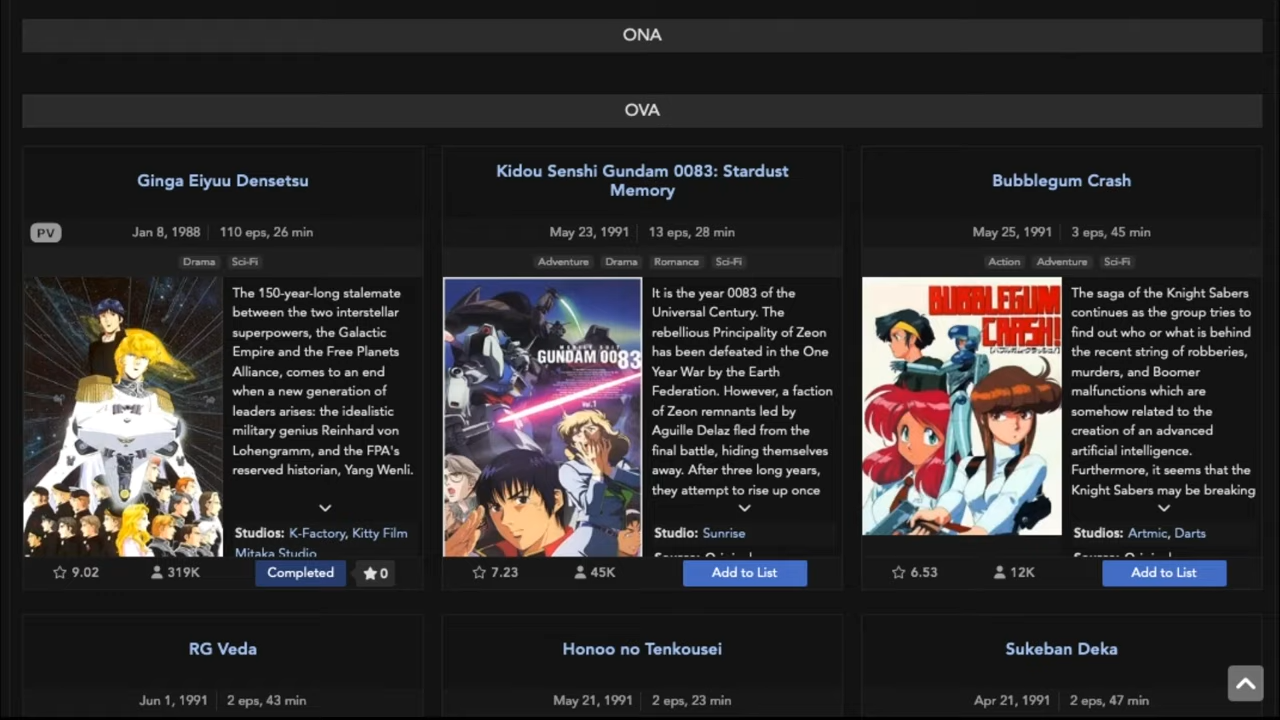 ONA
OVA
Ginga Eiyuu Densetsu
PV
Jan 8, 1988
110 eps, 26 min
Drama
Sci-Fi
The 150-year-long stalemate
between the two interstellar
superpowers, the Galactic
Empire and the Free Planets
Alliance, comes to an end
when a new generation of
leaders arises: the idealistic
military genius Reinhard von
Lohengramm, and the FPA's
reserved historian, Yang Wenli.
Studios: K-Factory, Kitty Film
Mitaka Studio
9.02
319K
Completed
0
Kidou Senshi Gundam 0083: Stardust
Memory
May 23, 1991
13 eps, 28 min
Adventure
Drama
Romance
Sci-Fi
MOBILE SUIT
GUNDAM 0083
vol.1
It is the year 0083 of the
Universal Century. The
rebellious Principality of Zeon
has been defeated in the One
Year War by the Earth
Federation. However, a faction
of Zeon remnants led by
Aguille Delaz fled from the
final battle, hiding themselves
away. After three long years,
they attempt to rise up once
Studio: Sunrise
7.23
45K
Add to List
Bubblegum Crash
May 25, 1991
3 eps, 45 min
Action
Adventure
Sci-Fi
BUBBLEGUM
CRASH!
The saga of the Knight Sabers
continues as the group tries to
find out who or what is behind
the recent string of robberies,
murders, and Boomer
malfunctions which are
somehow related to the
creation of an advanced
artificial intelligence.
Furthermore, it seems that the
Knight Sabers may be breaking
Studios: Artmic, Darts
6.53
12K
Add to List
RG Veda
Jun 1, 1991
2 eps, 43 min
Honoo no Tenkousei
May 21, 1991
2 eps, 23 min
Sukeban Deka
Apr 21, 1991
2 eps, 47 min